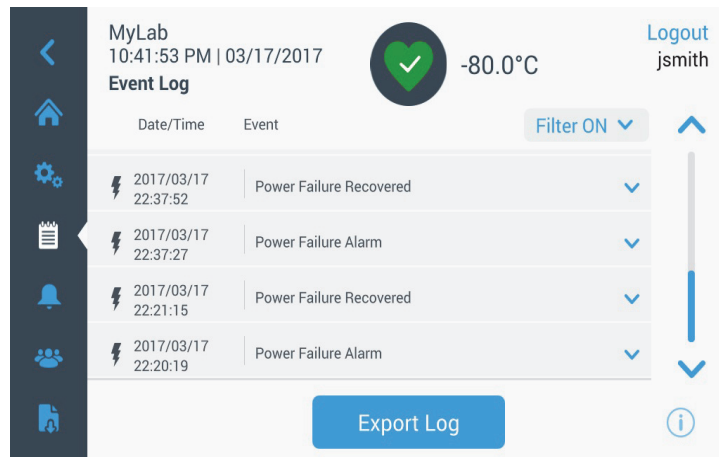 MyLab
10:41:53 PM | 03/17/2017
Event Log
-80.0°C
Logout
jsmith
Date/Time Event Filter ON
2017/03/17
22:37:52
Power Failure Recovered
2017/03/17
22:37:27
Power Failure Alarm
2017/03/17
22:21:15
Power Failure Recovered
2017/03/17
22:20:19
Power Failure Alarm
Export Log